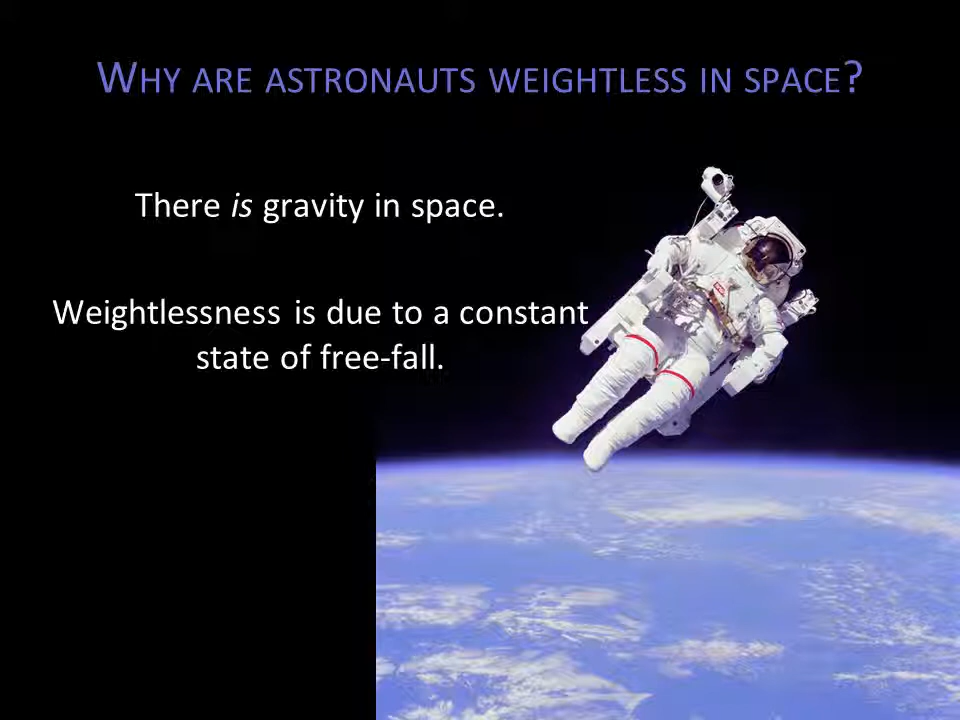 WHY ARE ASTRONAUTS WEIGHTLESS IN SPACE?
There is gravity in space.
Weightlessness is due to a constant
state of free-fall.